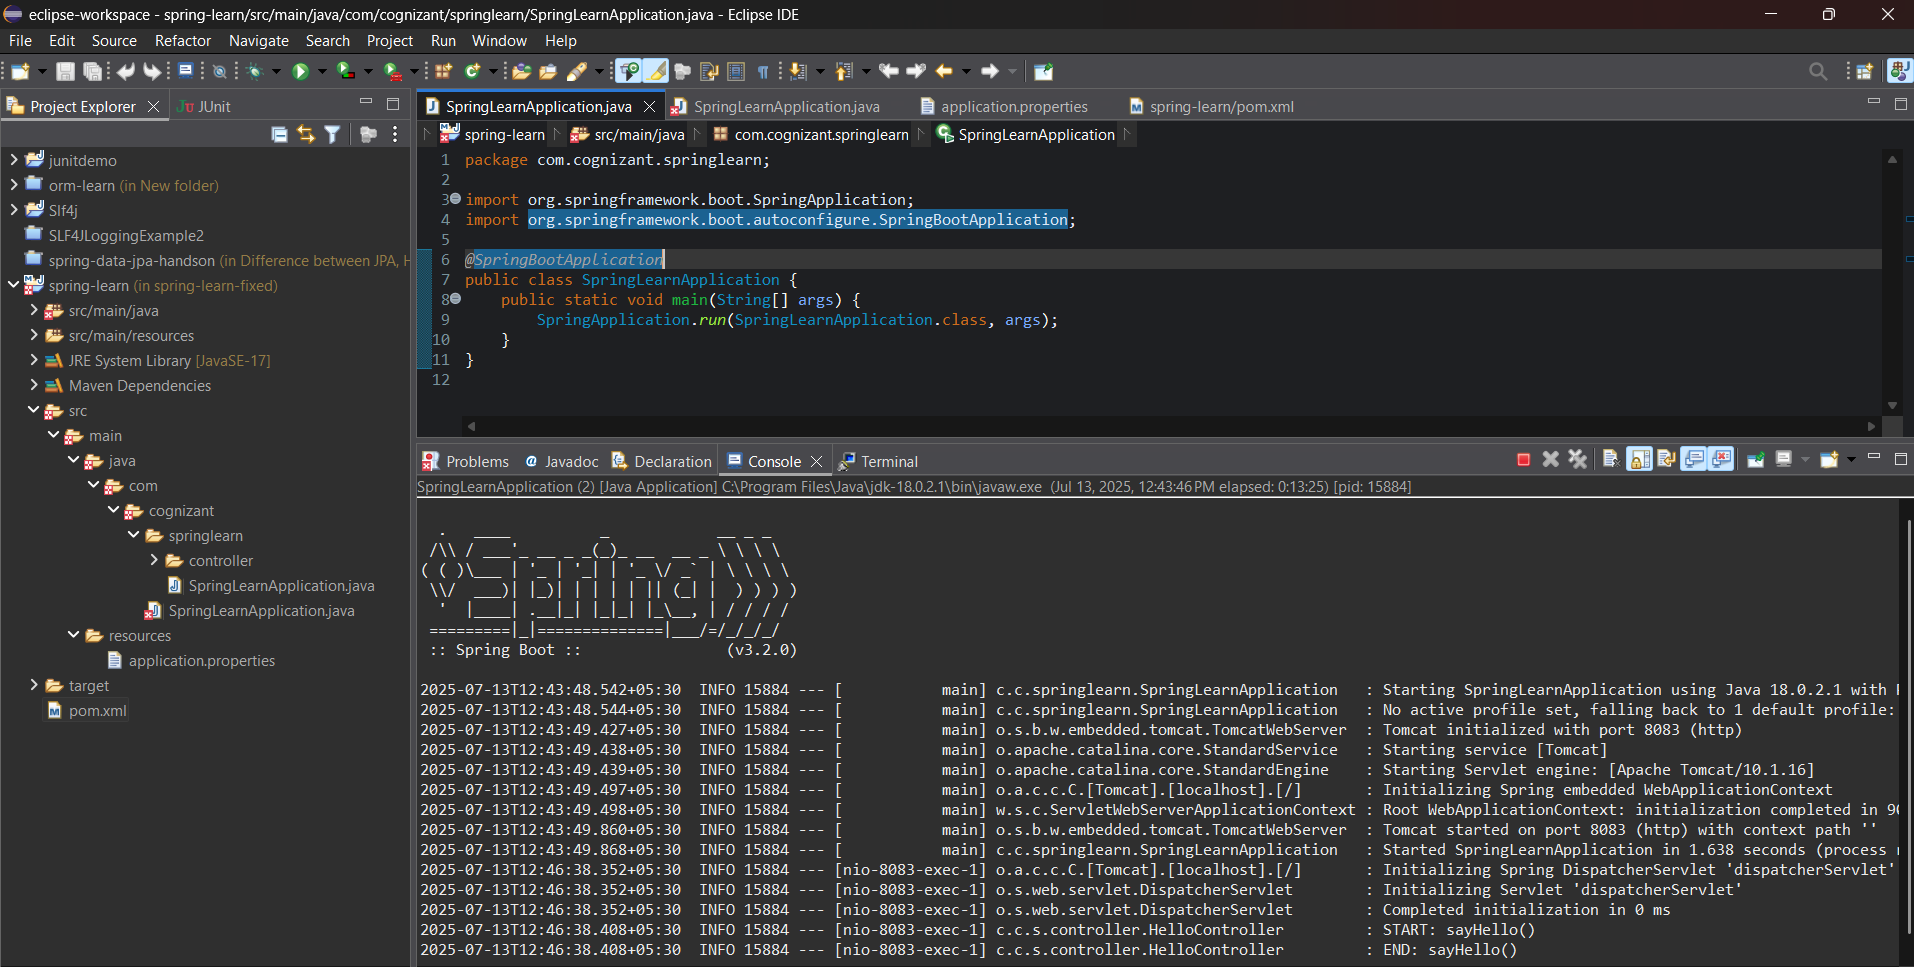 eclipse-workspace - spring-learn/src/main/java/com/cognizant/springlearn/SpringLearnApplication.java - Eclipse IDE
File Edit Source Refactor Navigate Search Project Run Window Help
Project Explorer JUnit
junitdemo
orm-learn (in New folder)
Slf4j
SLF4JLoggingExample2
spring-data-jpa-handson (in Difference between JPA, H
spring-learn (in spring-learn-fixed)
src/main/java
src/main/resources
JRE System Library [JavaSE-17]
Maven Dependencies
src
main
java
com
cognizant
springlearn
controller
SpringLearnApplication.java
SpringLearnApplication.java
resources
application.properties
target
pom.xml
SpringLearnApplication.java SpringLearnApplication.java application.properties spring-learn/pom.xml
spring-learn src/main/java com.cognizant.springlearn SpringLearnApplication
1 package com.cognizant.springlearn;
2
3 import org.springframework.boot.SpringApplication;
4 import org.springframework.boot.autoconfigure.SpringBootApplication;
5
6 @SpringBootApplication
7 public class SpringLearnApplication {
8 public static void main(String[] args) {
9 SpringApplication.run(SpringLearnApplication.class, args);
10 }
11 }
12
Problems Javadoc Declaration Console Terminal
SpringLearnApplication (2) [Java Application] C:\Program Files\Java\jdk-18.0.2.1\bin\javaw.exe (Jul 13, 2025, 12:43:46 PM elapsed: 0:13:25) [pid: 15884]
Spring
:: Spring Boot :: (v3.2.0)
2025-07-13T12:43:48.542+05:30 INFO 15884 --- [ main] c.c.springlearn.SpringLearnApplication : Starting SpringLearnApplication using Java 18.0.2.1 with
2025-07-13T12:43:48.544+05:30 INFO 15884 --- [ main] c.c.springlearn.SpringLearnApplication : No active profile set, falling back to 1 default profile:
2025-07-13T12:43:49.427+05:30 INFO 15884 --- [ main] o.s.b.w.embedded.tomcat.TomcatWebServer : Tomcat initialized with port 8083 (http)
2025-07-13T12:43:49.438+05:30 INFO 15884 --- [ main] o.apache.catalina.core.StandardService : Starting service [Tomcat]
2025-07-13T12:43:49.439+05:30 INFO 15884 --- [ main] o.apache.catalina.core.StandardEngine : Starting Servlet engine: [Apache Tomcat/10.1.16]
2025-07-13T12:43:49.497+05:30 INFO 15884 --- [ main] o.a.c.c.C.[Tomcat].[localhost].[/] : Initializing Spring embedded WebApplicationContext
2025-07-13T12:43:49.498+05:30 INFO 15884 --- [ main] w.s.c.ServletWebServerApplicationContext : Root WebApplicationContext: initialization completed in 90
2025-07-13T12:43:49.860+05:30 INFO 15884 --- [ main] o.s.b.w.embedded.tomcat.TomcatWebServer : Tomcat started on port 8083 (http) with context path ''
2025-07-13T12:43:49.868+05:30 INFO 15884 --- [ main] c.c.springlearn.SpringLearnApplication : Started SpringLearnApplication in 1.638 seconds (process
2025-07-13T12:46:38.352+05:30 INFO 15884 --- [nio-8083-exec-1] o.a.c.c.C.[Tomcat].[localhost].[/] : Initializing Spring DispatcherServlet 'dispatcherServlet'
2025-07-13T12:46:38.352+05:30 INFO 15884 --- [nio-8083-exec-1] o.s.web.servlet.DispatcherServlet : Initializing Servlet 'dispatcherServlet'
2025-07-13T12:46:38.352+05:30 INFO 15884 --- [nio-8083-exec-1] o.s.web.servlet.DispatcherServlet : Completed initialization in 0 ms
2025-07-13T12:46:38.408+05:30 INFO 15884 --- [nio-8083-exec-1] c.c.s.controller.HelloController : START: sayHello()
2025-07-13T12:46:38.408+05:30 INFO 15884 --- [nio-8083-exec-1] c.c.s.controller.HelloController : END: sayHello()